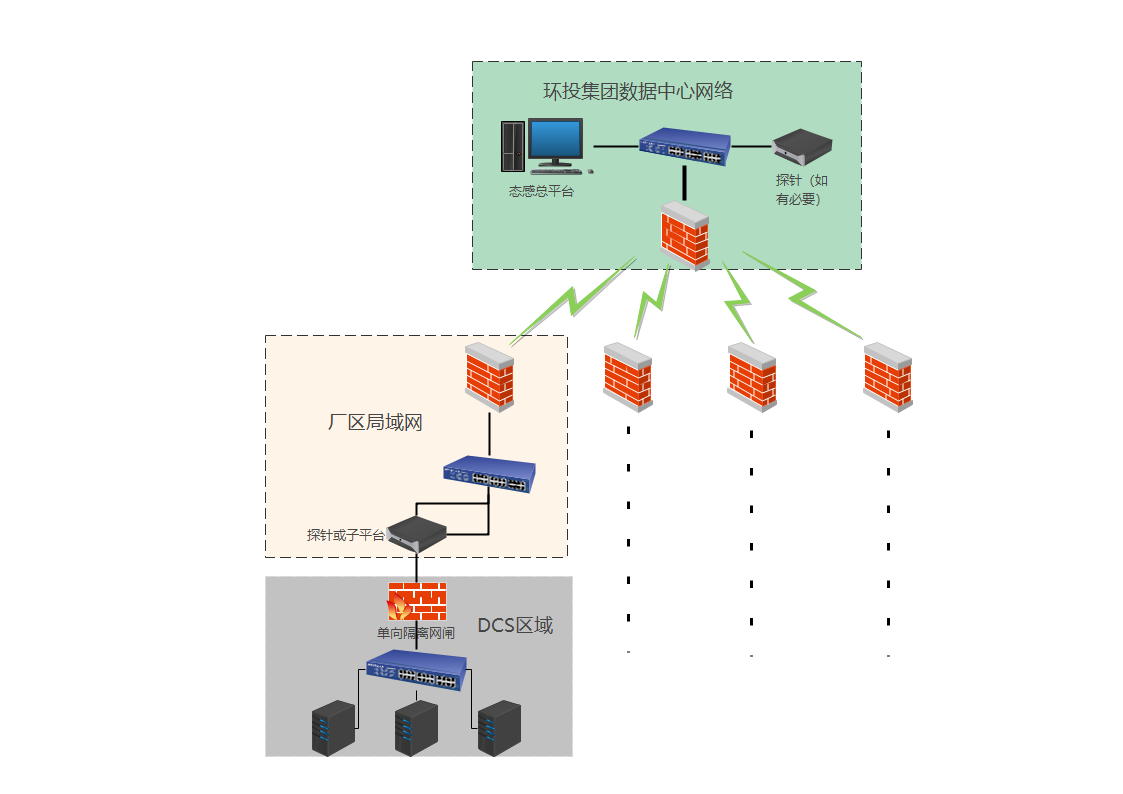 环投集团数据中心网络
态感总平台
探针（如
有必要）
厂区局域网
探针或子平台
单向隔离网闸
DCS区域